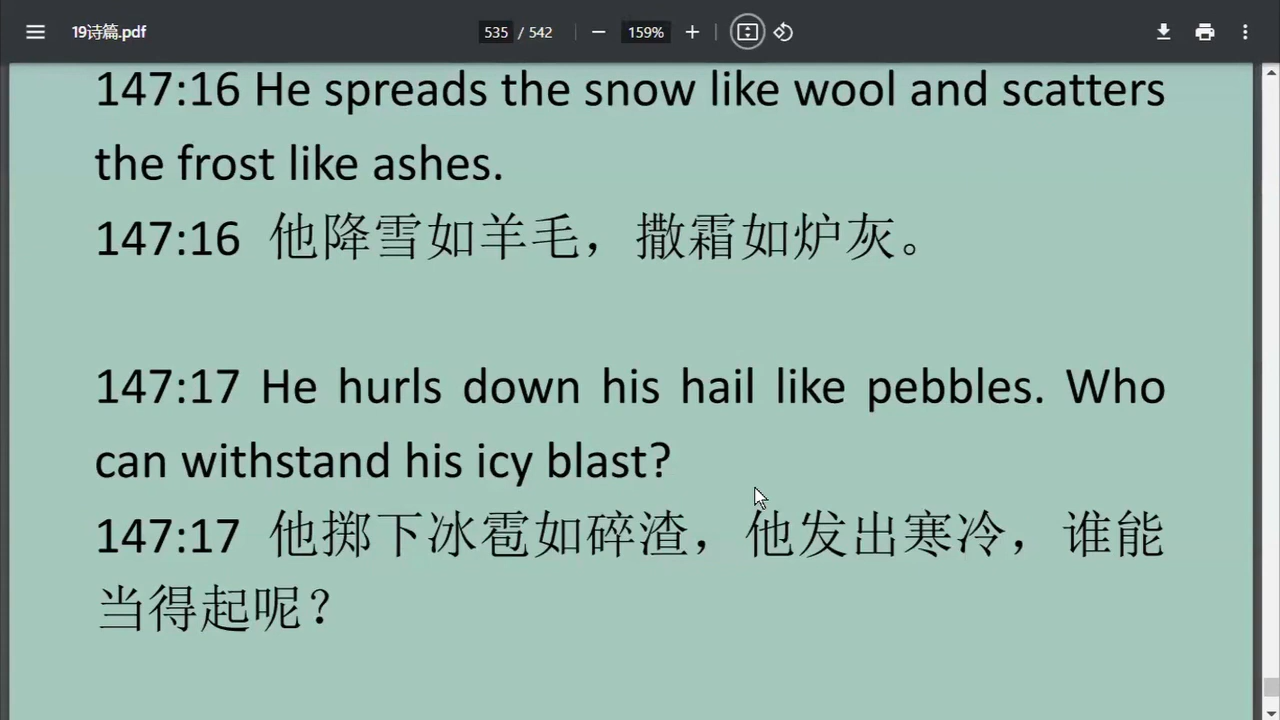 19诗篇.pdf
535 / 542
159%
147:16 He spreads the snow like wool and scatters
the frost like ashes.
147:16 他降雪如羊毛，撒霜如炉灰。
147:17 He hurls down his hail like pebbles. Who
can withstand his icy blast?
147:17 他掷下冰雹如碎渣，他发出寒冷，谁能
当得起呢？